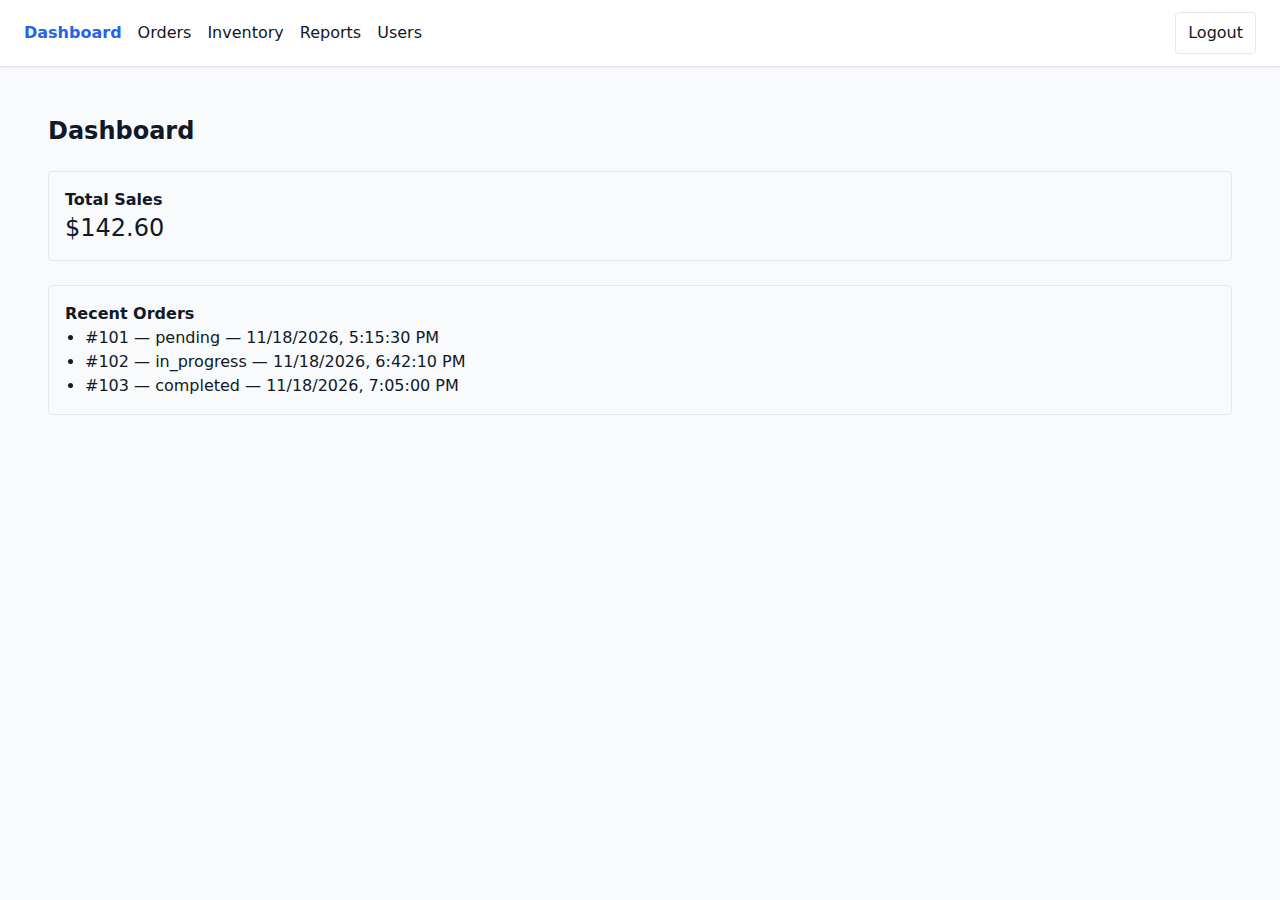 Dashboard Orders Inventory Reports Users Logout
Dashboard
Total Sales
$142.60
Recent Orders
#101 — pending — 11/18/2026, 5:15:30 PM
#102 — in_progress — 11/18/2026, 6:42:10 PM
#103 — completed — 11/18/2026, 7:05:00 PM